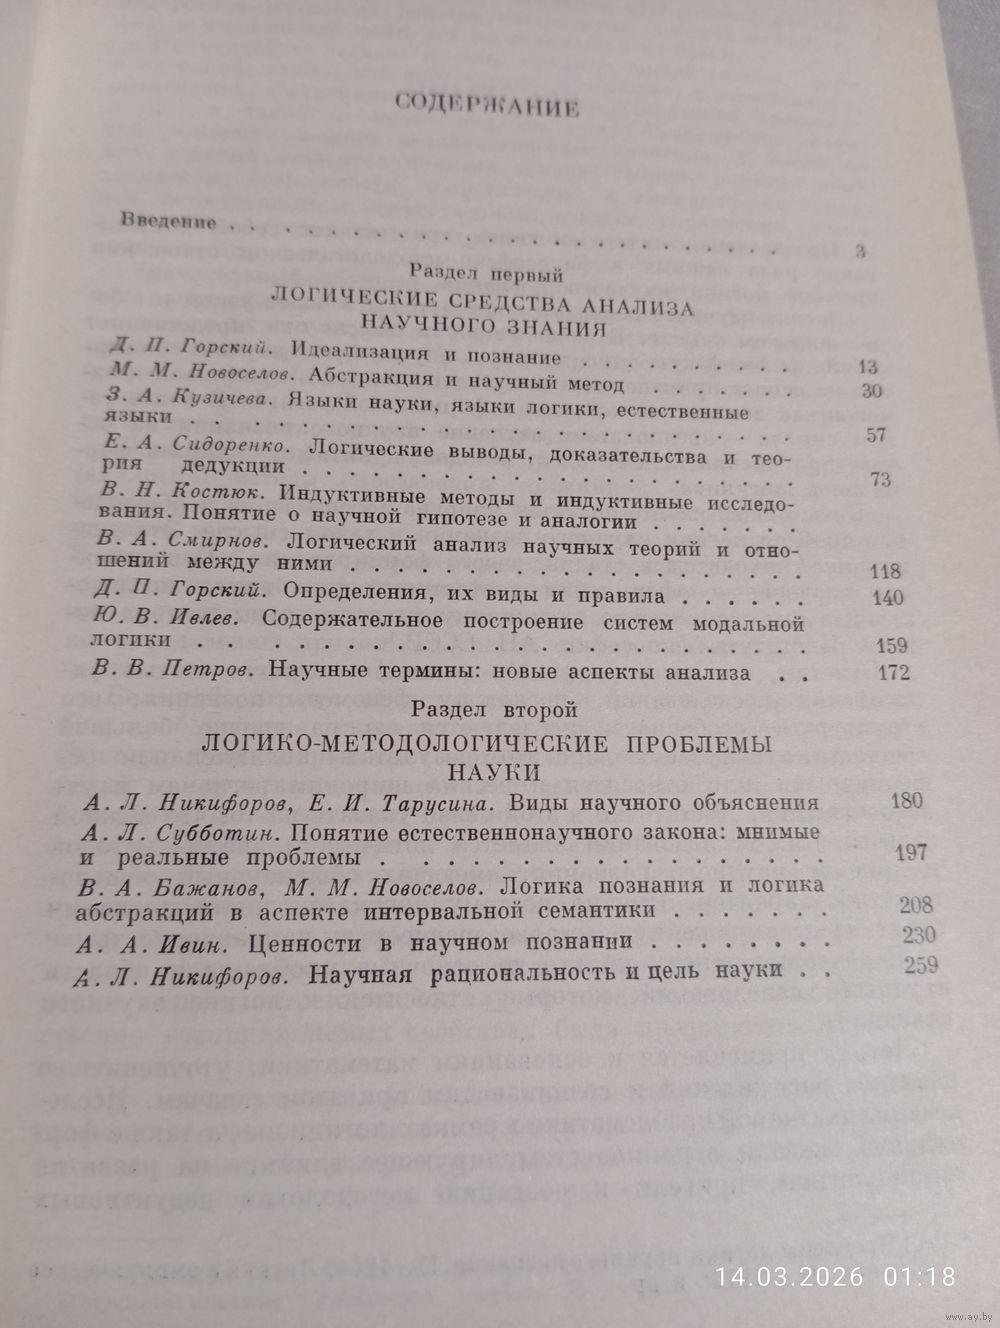 СОДЕРЖАНИЕ
Введение . . . . . . . . . . . . . . . . . . . . . . . 3
Раздел первый
ЛОГИЧЕСКИЕ СРЕДСТВА АНАЛИЗА
НАУЧНОГО ЗНАНИЯ
Д. П. Горский. Идеализация и познание . . . . . . . . . 13
М. М. Новоселов. Абстракция и научный метод . . . . . . 30
З. А. Кузичева. Языки науки, языки логики, естественные
языки . . . . . . . . . . . . . . . . . . . . . . 57
Е. А. Сидоренко. Логические выводы, доказательства и тео-
рия дедукции . . . . . . . . . . . . . . . . . . . 73
В. Н. Костюк. Индуктивные методы и индуктивные исследо-
вания. Понятие о научной гипотезе и аналогии . . . . . . .
В. А. Смирнов. Логический анализ научных теорий и отно-
шений между ними . . . . . . . . . . . . . . . . . 118
Д. П. Горский. Определения, их виды и правила . . . . . . 140
Ю. В. Ивлев. Содержательное построение систем модальной
логики . . . . . . . . . . . . . . . . . . . . . . 159
В. В. Петров. Научные термины: новые аспекты анализа . . 172
Раздел второй
ЛОГИКО-МЕТОДОЛОГИЧЕСКИЕ ПРОБЛЕМЫ
НАУКИ
А. Л. Никифоров, Е. И. Тарусина. Виды научного объяснения 180
А. Л. Субботин. Понятие естественнонаучного закона: мнимые
и реальные проблемы . . . . . . . . . . . . . . . . 197
В. А. Бажанов, М. М. Новоселов. Логика познания и логика
абстракций в аспекте интервальной семантики . . . . . . . 208
А. А. Ивин. Ценности в научном познании . . . . . . . . 230
А. Л. Никифоров. Научная рациональность и цель науки . . 259
14.03.2026 01:18
www.ay.by